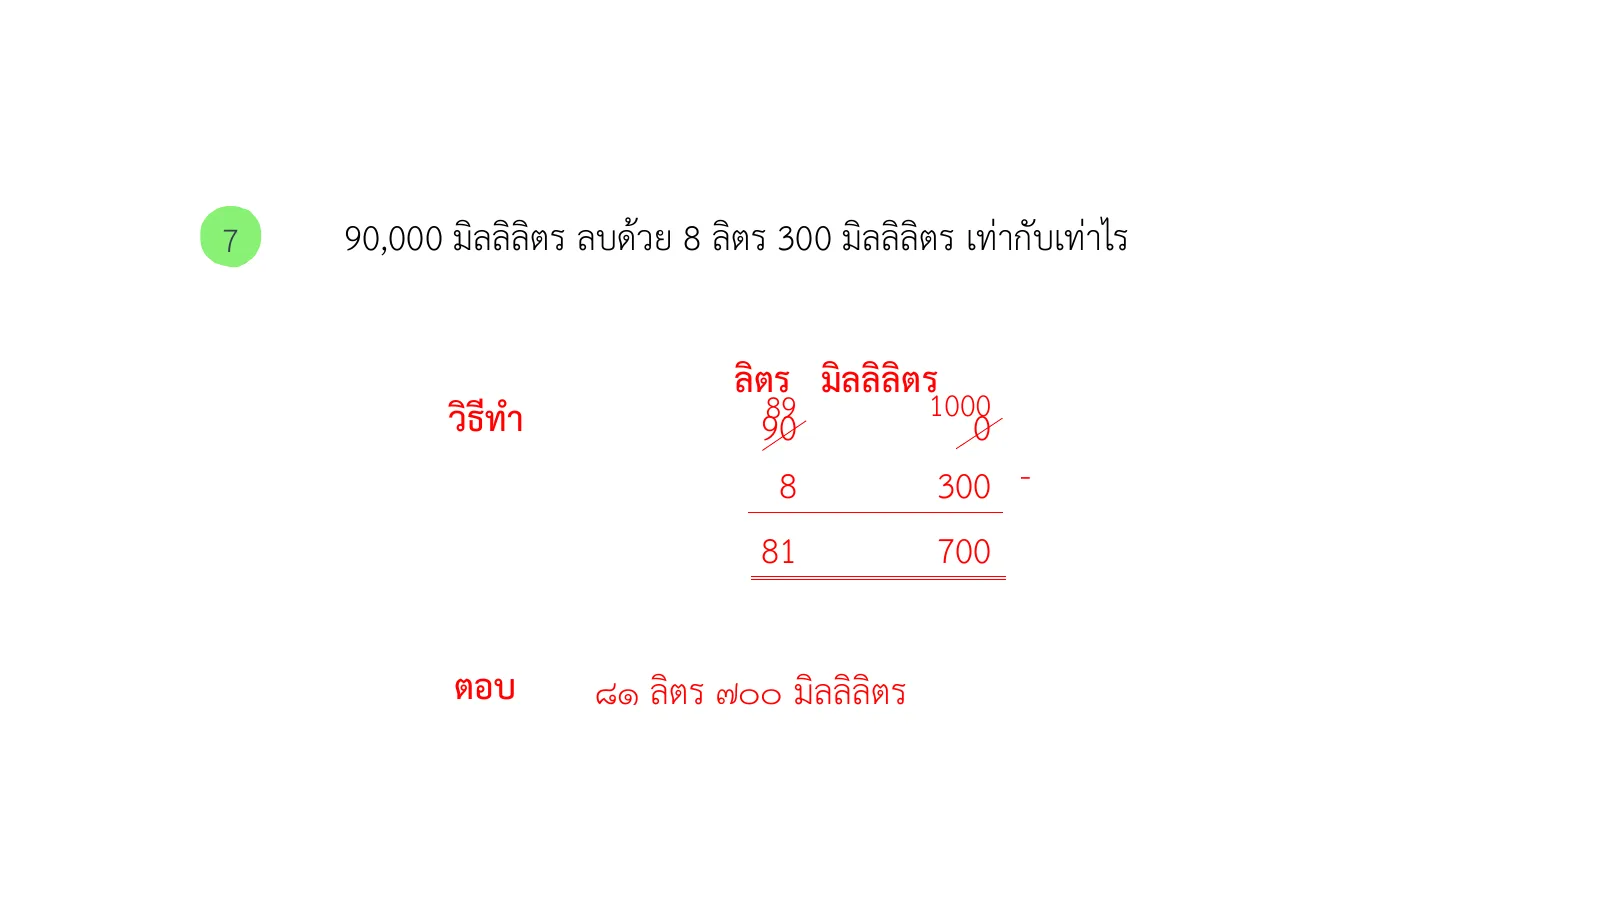 7 90,000 มิลลิลิตร ลบด้วย 8 ลิตร 300 มิลลิลิตร เท่ากับเท่าไร
ลิตร มิลลิลิตร
89 1000
วิธีทำ 90 0
8 300 -
81 700
ตอบ ๘๑ ลิตร ๗๐๐ มิลลิลิตร